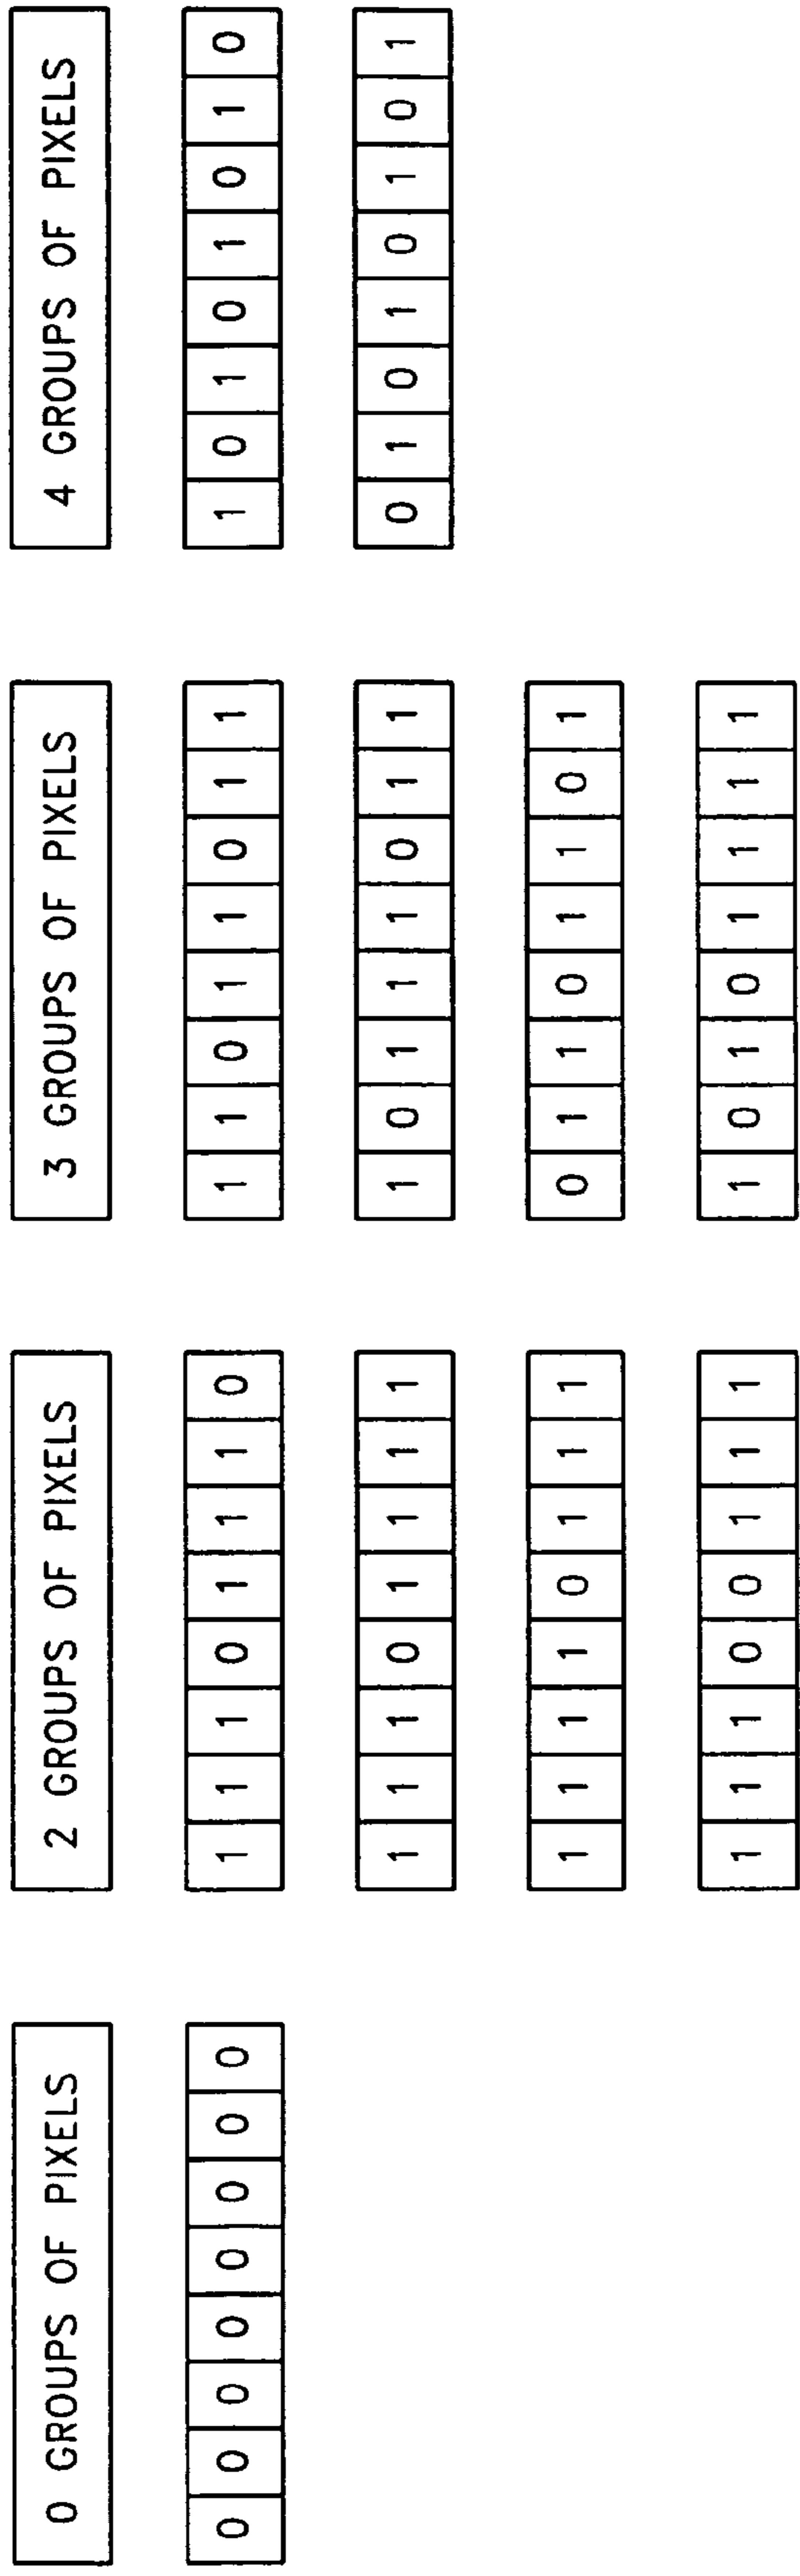 0 GROUPS OF PIXELS
0 0 0 0 0 0 0 0
2 GROUPS OF PIXELS
1 1 1 0 1 1 1 0
1 1 1 0 1 1 1 1
1 1 1 1 0 1 1 1
1 1 1 0 0 1 1 1
3 GROUPS OF PIXELS
1 1 0 1 1 0 1 1
1 0 1 1 1 0 1 1
0 1 1 0 1 1 0 1
1 0 1 0 1 1 1 1
4 GROUPS OF PIXELS
1 0 1 0 1 0 1 0
0 1 0 1 0 1 0 1